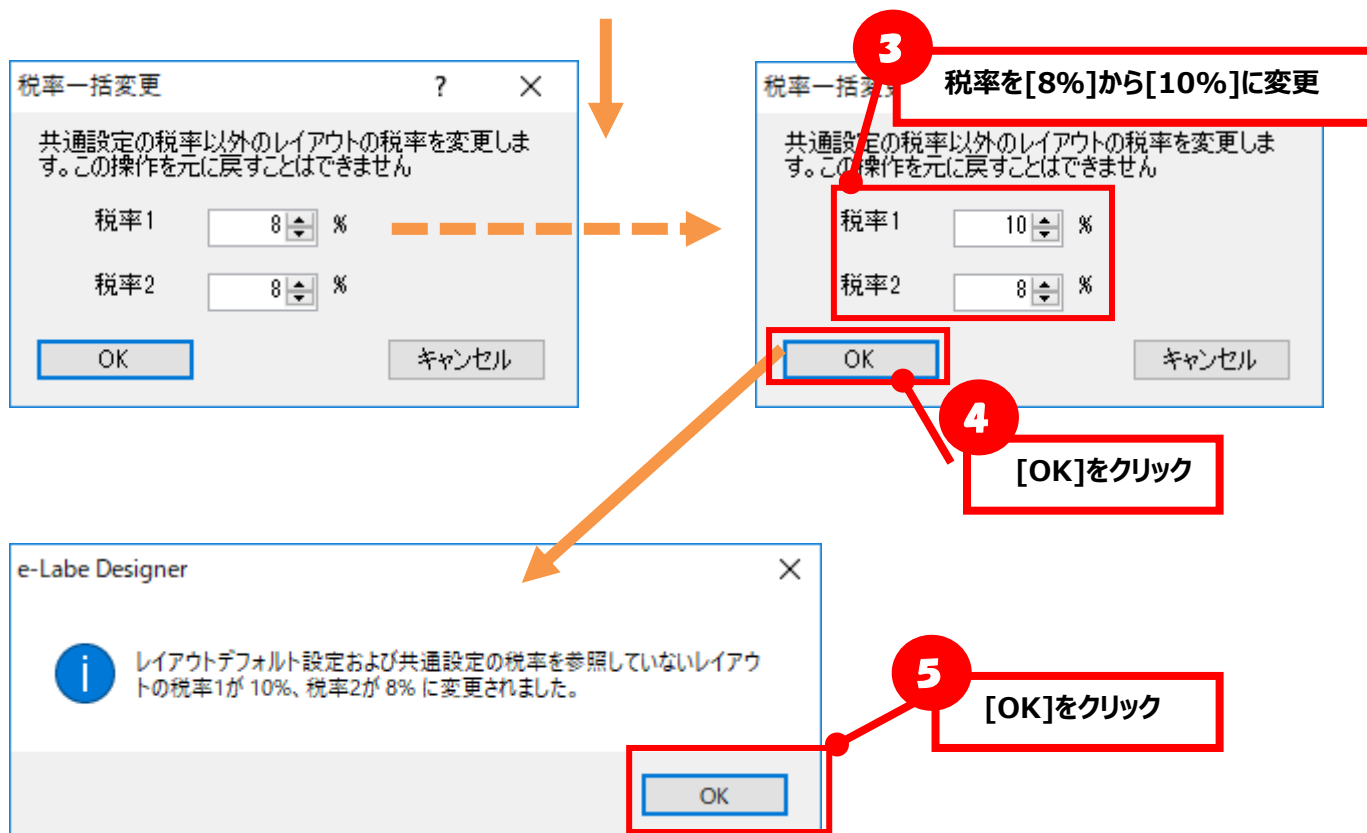 税率一括変更 ? ×
共通設定の税率以外のレイアウトの税率を変更しま
す。この操作を元に戻すことはできません
税率1 8 %
税率2 8 %
OK キャンセル
3
税率を[8%]から[10%]に変更
税率一括変
共通設定の税率以外のレイアウトの税率を変更しま
す。この操作を元に戻すことはできません
税率1 10 %
税率2 8 %
OK キャンセル
4
[OK]をクリック
e-Labe Designer ×
i
レイアウトデフォルト設定および共通設定の税率を参照していないレイアウ
トの税率1が 10%、税率2が 8% に変更されました。
5
[OK]をクリック
OK